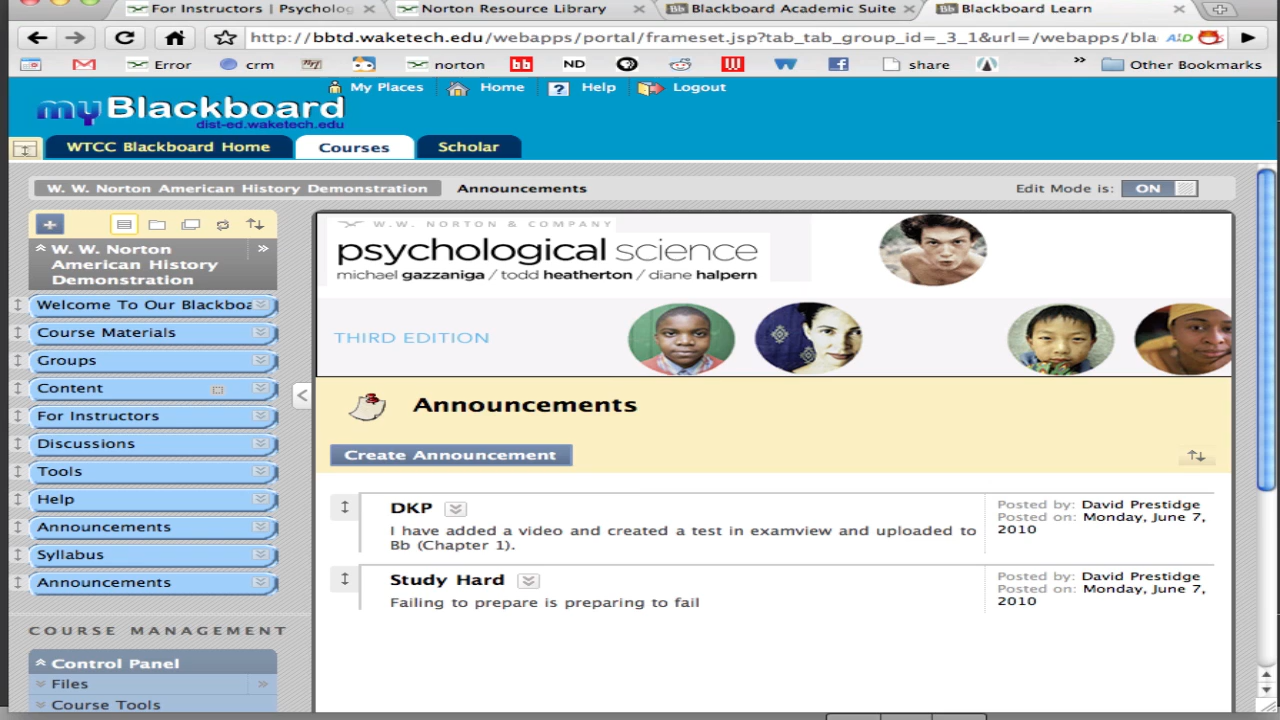 For Instructors | Psycholog
Norton Resource Library
Bb Blackboard Academic Suite
Bb Blackboard Learn
http://bbtd.waketech.edu/webapps/portal/frameset.jsp?tab_tab_group_id=_3_1&url=/webapps/bla
Error crm norton bb ND W f share » Other Bookmarks
My Places Home ? Help Logout
myBlackboard
dist-ed.waketech.edu
WTCC Blackboard Home Courses Scholar
W. W. Norton American History Demonstration Announcements Edit Mode is: ON
W. W. Norton
American History
Demonstration
Welcome To Our Blackboa
Course Materials
Groups
Content
For Instructors
Discussions
Tools
Help
Announcements
Syllabus
Announcements
COURSE MANAGEMENT
Control Panel
Files
Course Tools
W.W. NORTON & COMPANY
psychological science
michael gazzaniga / todd heatherton / diane halpern
THIRD EDITION
Announcements
Create Announcement
DKP
I have added a video and created a test in examview and uploaded to
Bb (Chapter 1).
Posted by: David Prestidge
Posted on: Monday, June 7,
2010
Study Hard
Failing to prepare is preparing to fail
Posted by: David Prestidge
Posted on: Monday, June 7,
2010